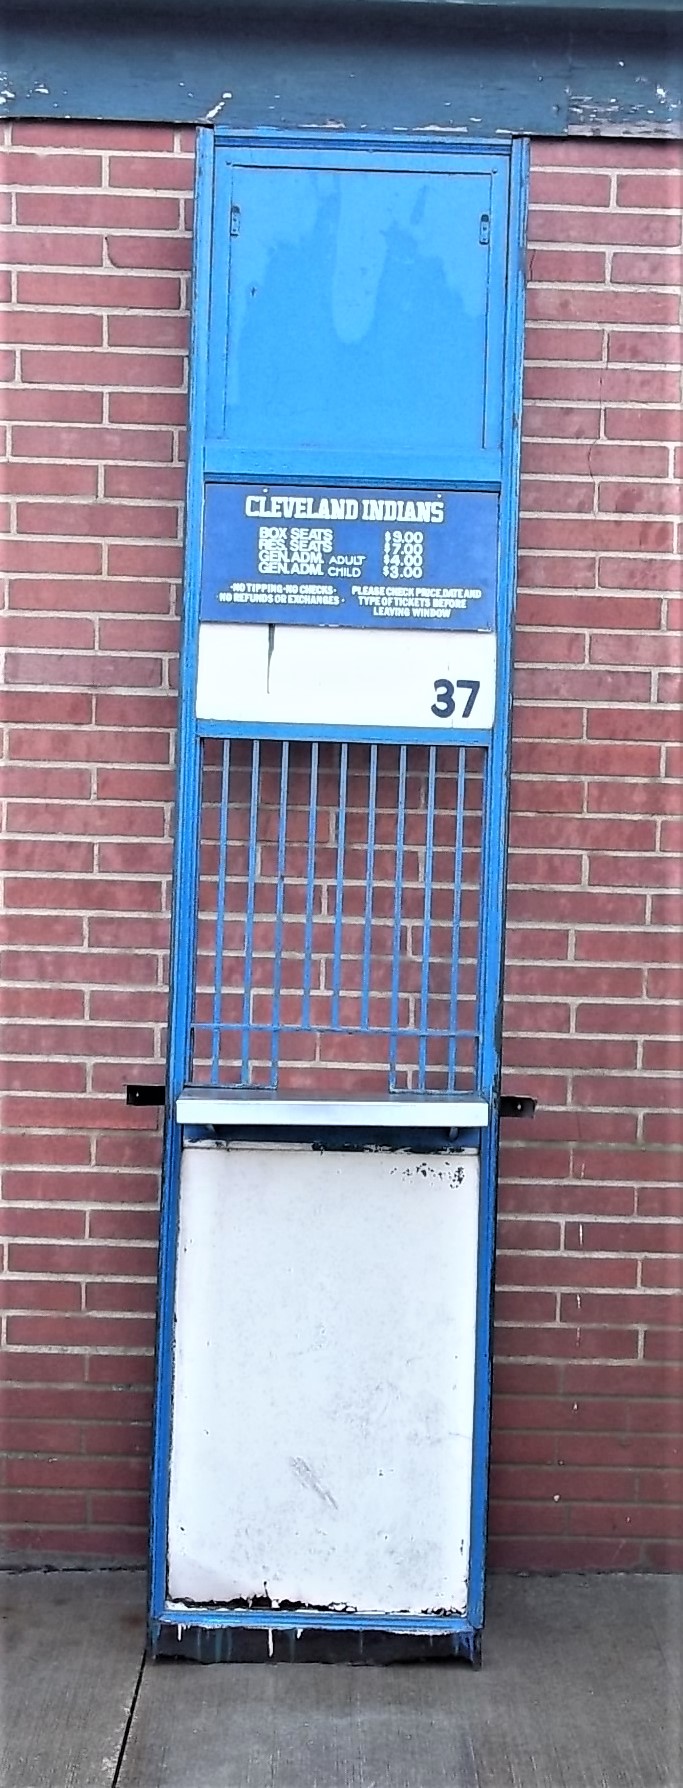 CLEVELAND INDIANS
BOX SEATS $9.00
RES. SEATS $7.00
GEN. ADM. ADULT $4.00
GEN. ADM. CHILD $3.00
·NO TIPPING·NO CHECKS·
·NO REFUNDS OR EXCHANGES·
PLEASE CHECK PRICE, DATE AND
TYPE OF TICKETS BEFORE
LEAVING WINDOW
37